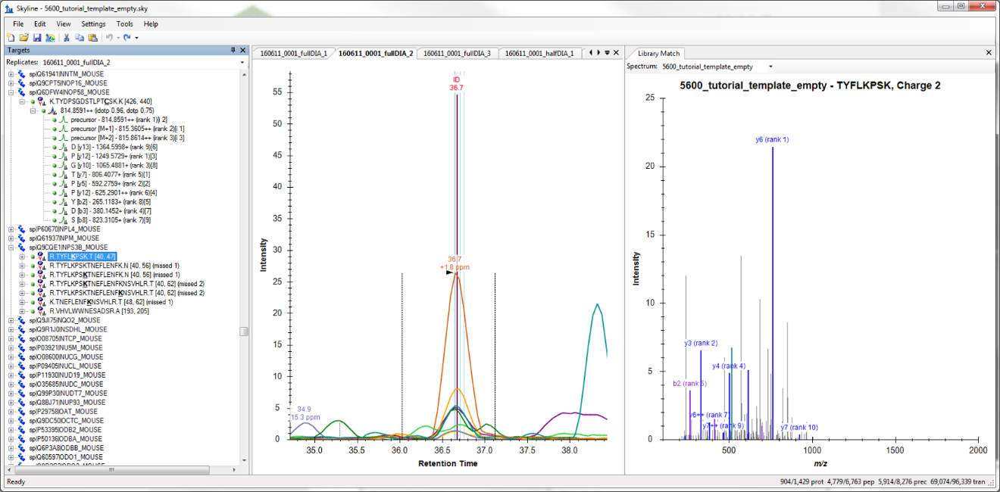 Skyline - 5600_tutorial_template_empty.sky
File Edit View Settings Tools Help
Targets
Replicates: 160611_0001_fullDIA_2
sp|Q61941|NNTM_MOUSE
sp|Q9CPT5|NOP16_MOUSE
sp|Q6DFW4|NOP58_MOUSE
K.TYDPSGDSTLPTCSK.K [426, 440]
814.8591++ (idotp 0.96, dotp 0.75)
precursor - 814.8591++ (rank 1)[i 2]
precursor [M+1] - 815.3605++ (rank 2)[i 1]
precursor [M+2] - 815.8614++ (rank 3)[i 3]
D [y13] - 1364.5998+ (rank 9)[6]
P [y12] - 1249.5729+ (rank 1)[3]
G [y10] - 1065.4881+ (rank 3)[8]
T [y7] - 806.4077+ (rank 5)[1]
P [y5] - 592.2759+ (rank 2)[2]
P [y12] - 625.2901++ (rank 6)[4]
Y [b2] - 265.1183+ (rank 8)[5]
D [b3] - 380.1452+ (rank 4)[7]
S [b8] - 823.3105+ (rank 7)[9]
sp|P60670|NPL4_MOUSE
sp|Q61937|NPM_MOUSE
sp|Q9CQE1|NPS3B_MOUSE
R.TYFLKPSK.T [40, 47]
R.TYFLKPSKTNEFLENFK.N [40, 56] (missed 1)
R.TYFLKPSKTNEFLENFK.N [40, 56] (missed 1)
R.TYFLKPSKTNEFLENFKNSVHLR.T [40, 62] (missed 2)
R.TYFLKPSKTNEFLENFKNSVHLR.T [40, 62] (missed 2)
K.TNEFLENFKNSVHLR.T [48, 62] (missed 1)
R.VHVLWWNESADSR.A [193, 205]
sp|Q9JI75|NQO2_MOUSE
sp|Q9R1J0|NSDHL_MOUSE
sp|O08705|NTCP_MOUSE
sp|P03921|NU5M_MOUSE
sp|O08600|NUCG_MOUSE
sp|P09405|NUCL_MOUSE
sp|P11930|NUD19_MOUSE
sp|O35685|NUDC_MOUSE
sp|Q99P30|NUDT7_MOUSE
sp|Q8BJ71|NUP93_MOUSE
sp|P29758|OAT_MOUSE
sp|Q9DC50|OCTC_MOUSE
sp|P53395|ODB2_MOUSE
sp|P50136|ODBA_MOUSE
sp|Q6P3A8|ODBB_MOUSE
sp|Q60597|ODO1_MOUSE
160611_0001_fullDIA_1 160611_0001_fullDIA_2 160611_0001_fullDIA_3 160611_0001_halfDIA_1
ID
36.7
55
50
45
40
35
30
25
20
15
10
5
0
Intensity
36.7
+1.8 ppm
34.9
15.3 ppm
35.0 35.5 36.0 36.5 37.0 37.5 38.0
Retention Time
Library Match
Spectrum: 5600_tutorial_template_empty
5600_tutorial_template_empty - TYFLKPSK, Charge 2
25
20
15
10
5
0
Intensity
y6 (rank 1)
y3 (rank 2)
y4 (rank 4)
b2 (rank 5)
y6++ (rank 7)
y7++ (rank 9)
y7 (rank 10)
500 1000 1500 2000
m/z
Ready
904/1,429 prot 4,779/6,763 pep 5,914/8,276 prec 69,074/96,339 tran